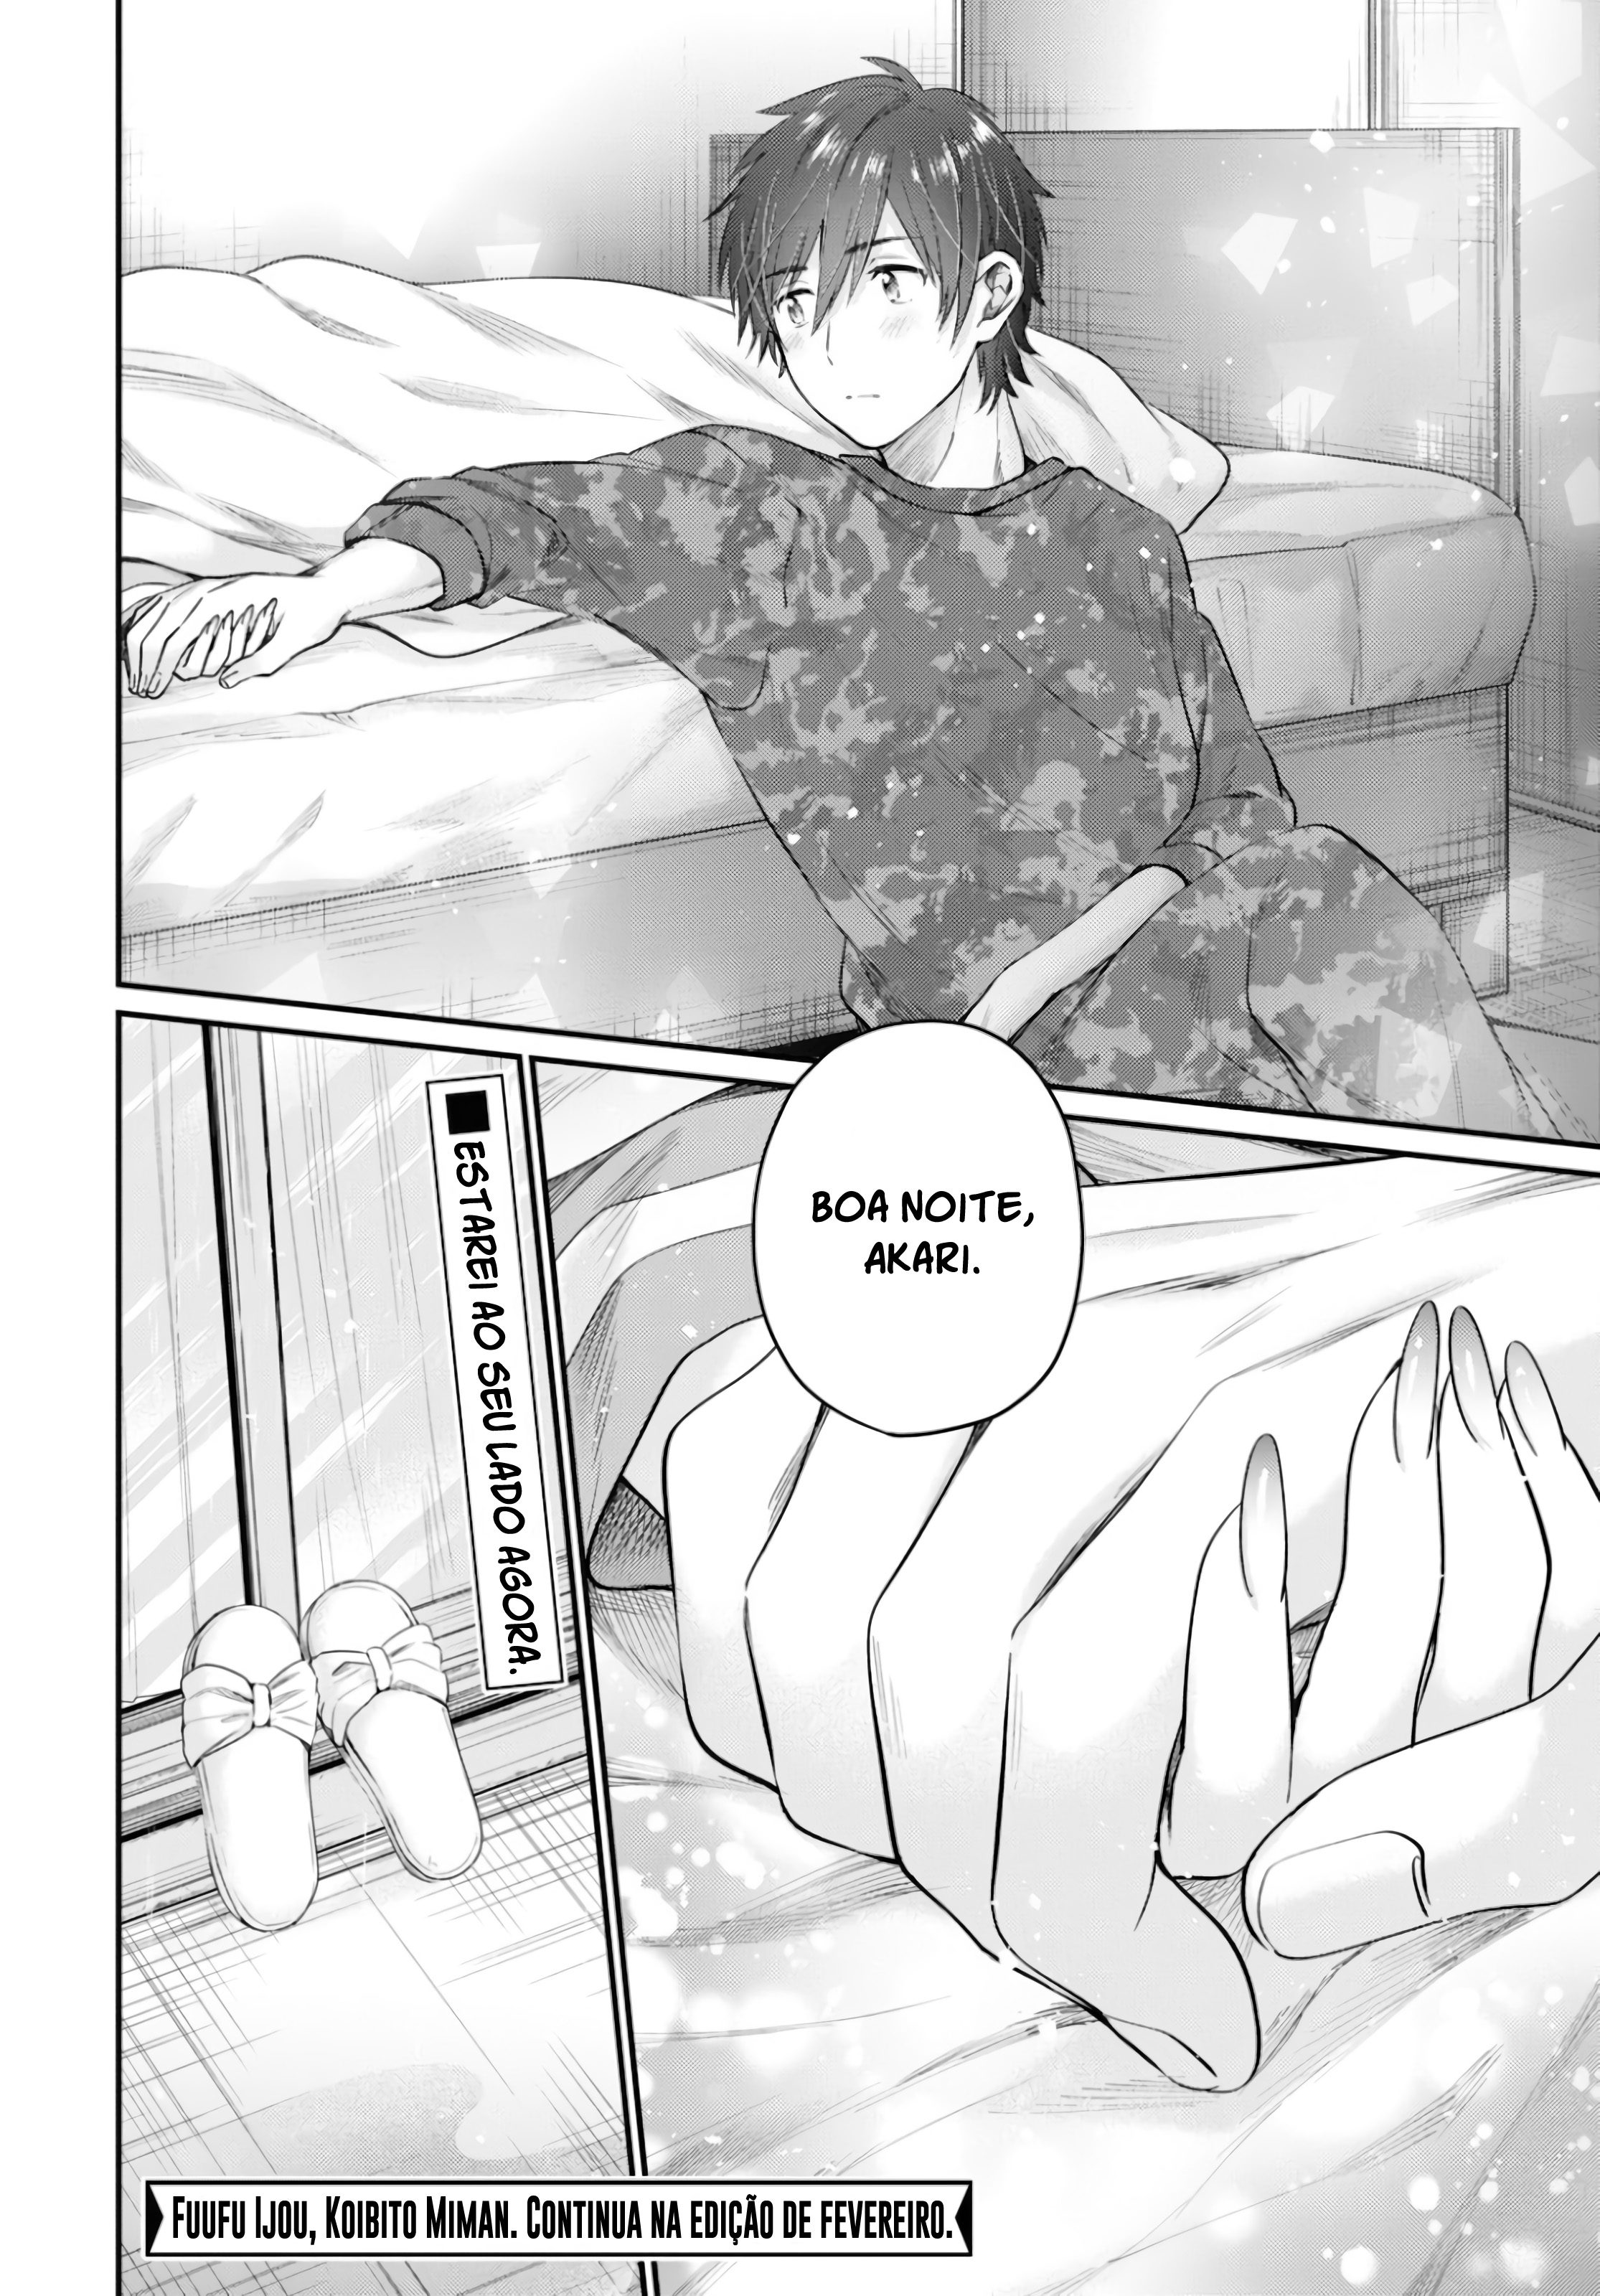 BOA NOITE,
AKARI.
■ESTAREI AO SEU LADO AGORA.
FUUFU IJOU, KOIBITO MIMAN. CONTINUA NA EDIÇÃO DE FEVEREIRO.